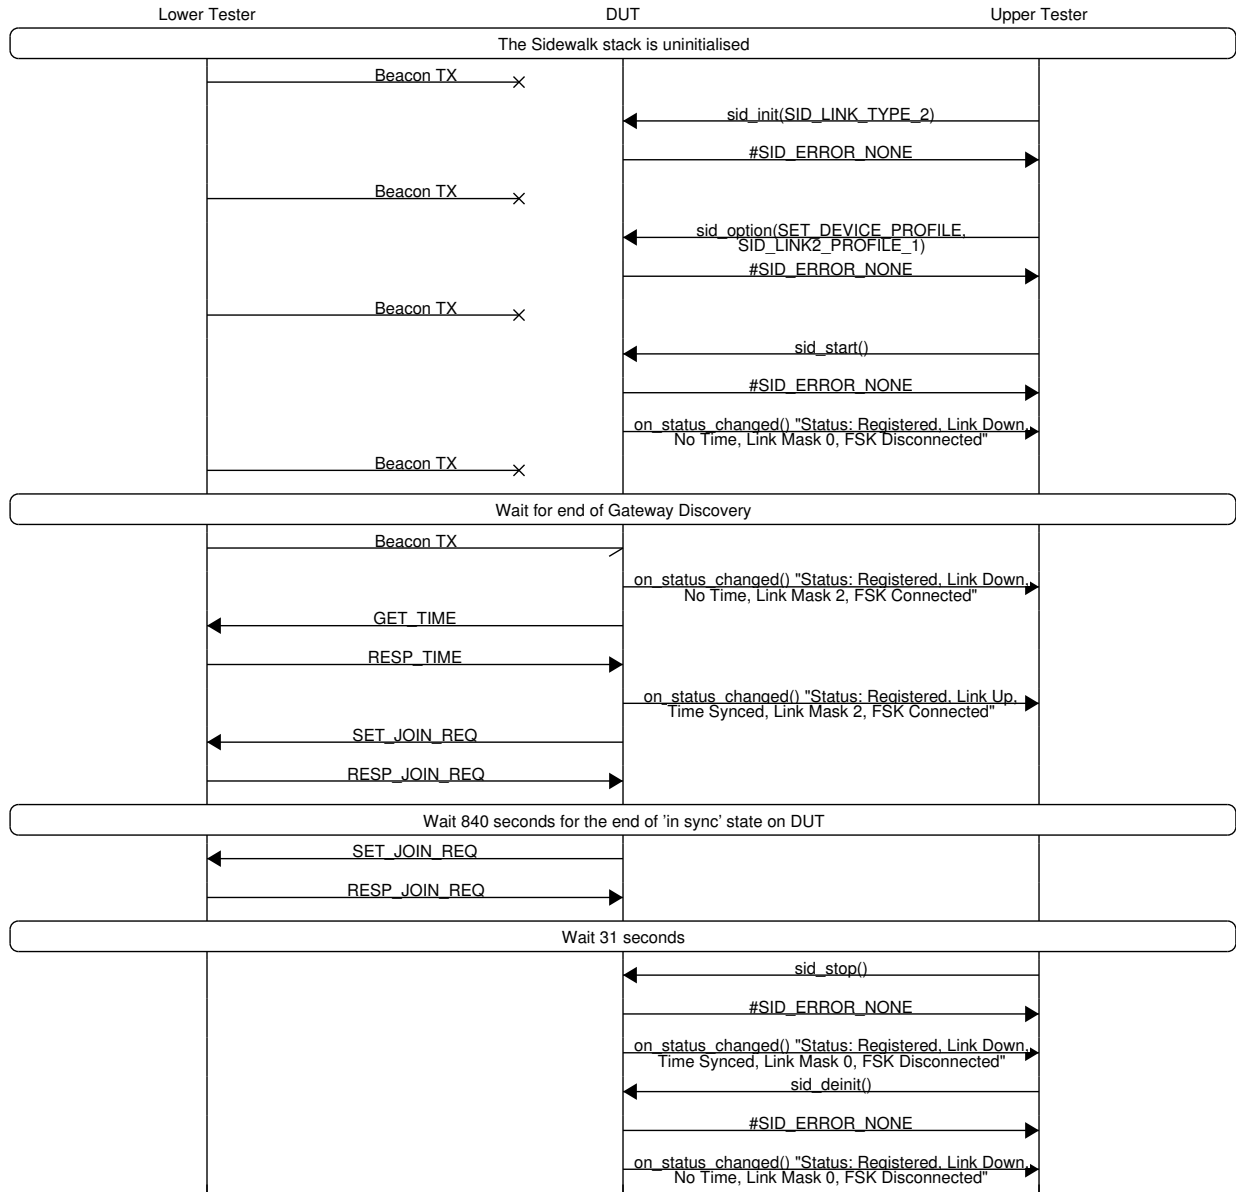 Lower Tester DUT Upper Tester
The Sidewalk stack is uninitialised
Beacon TX
sid_init(SID_LINK_TYPE_2)
#SID_ERROR_NONE
Beacon TX
sid_option(SET_DEVICE_PROFILE,
SID_LINK2_PROFILE_1)
#SID_ERROR_NONE
Beacon TX
sid_start()
#SID_ERROR_NONE
on_status_changed() "Status: Registered, Link Down,
No Time, Link Mask 0, FSK Disconnected"
Beacon TX
Wait for end of Gateway Discovery
Beacon TX
on_status_changed() "Status: Registered, Link Down,
No Time, Link Mask 2, FSK Connected"
GET_TIME
RESP_TIME
on_status_changed() "Status: Registered, Link Up,
Time Synced, Link Mask 2, FSK Connected"
SET_JOIN_REQ
RESP_JOIN_REQ
Wait 840 seconds for the end of 'in sync' state on DUT
SET_JOIN_REQ
RESP_JOIN_REQ
Wait 31 seconds
sid_stop()
#SID_ERROR_NONE
on_status_changed() "Status: Registered, Link Down,
Time Synced, Link Mask 0, FSK Disconnected"
sid_deinit()
#SID_ERROR_NONE
on_status_changed() "Status: Registered, Link Down,
No Time, Link Mask 0, FSK Disconnected"